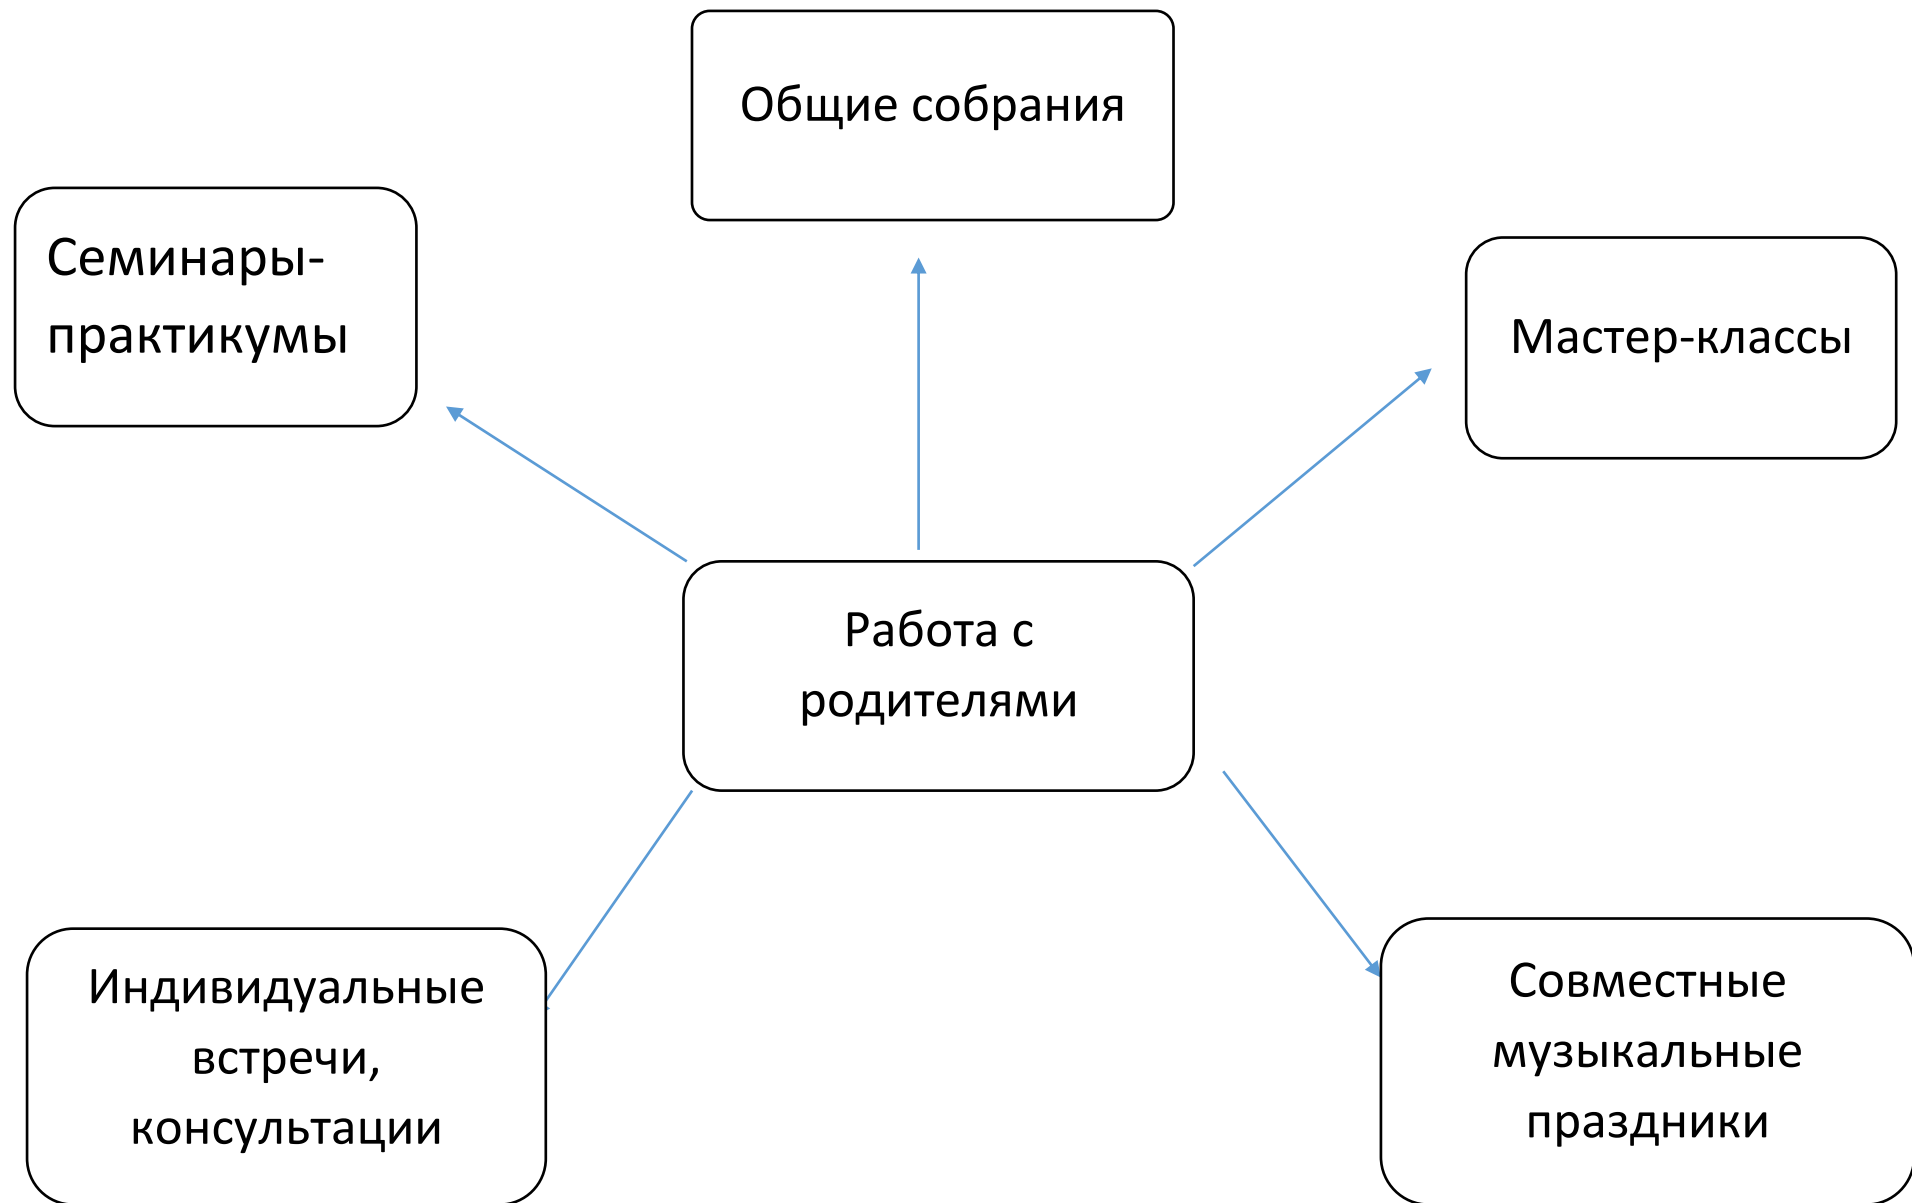 Общие собрания
Семинары-
практикумы
Мастер-классы
Работа с
родителями
Индивидуальные
встречи,
консультации
Совместные
музыкальные
праздники